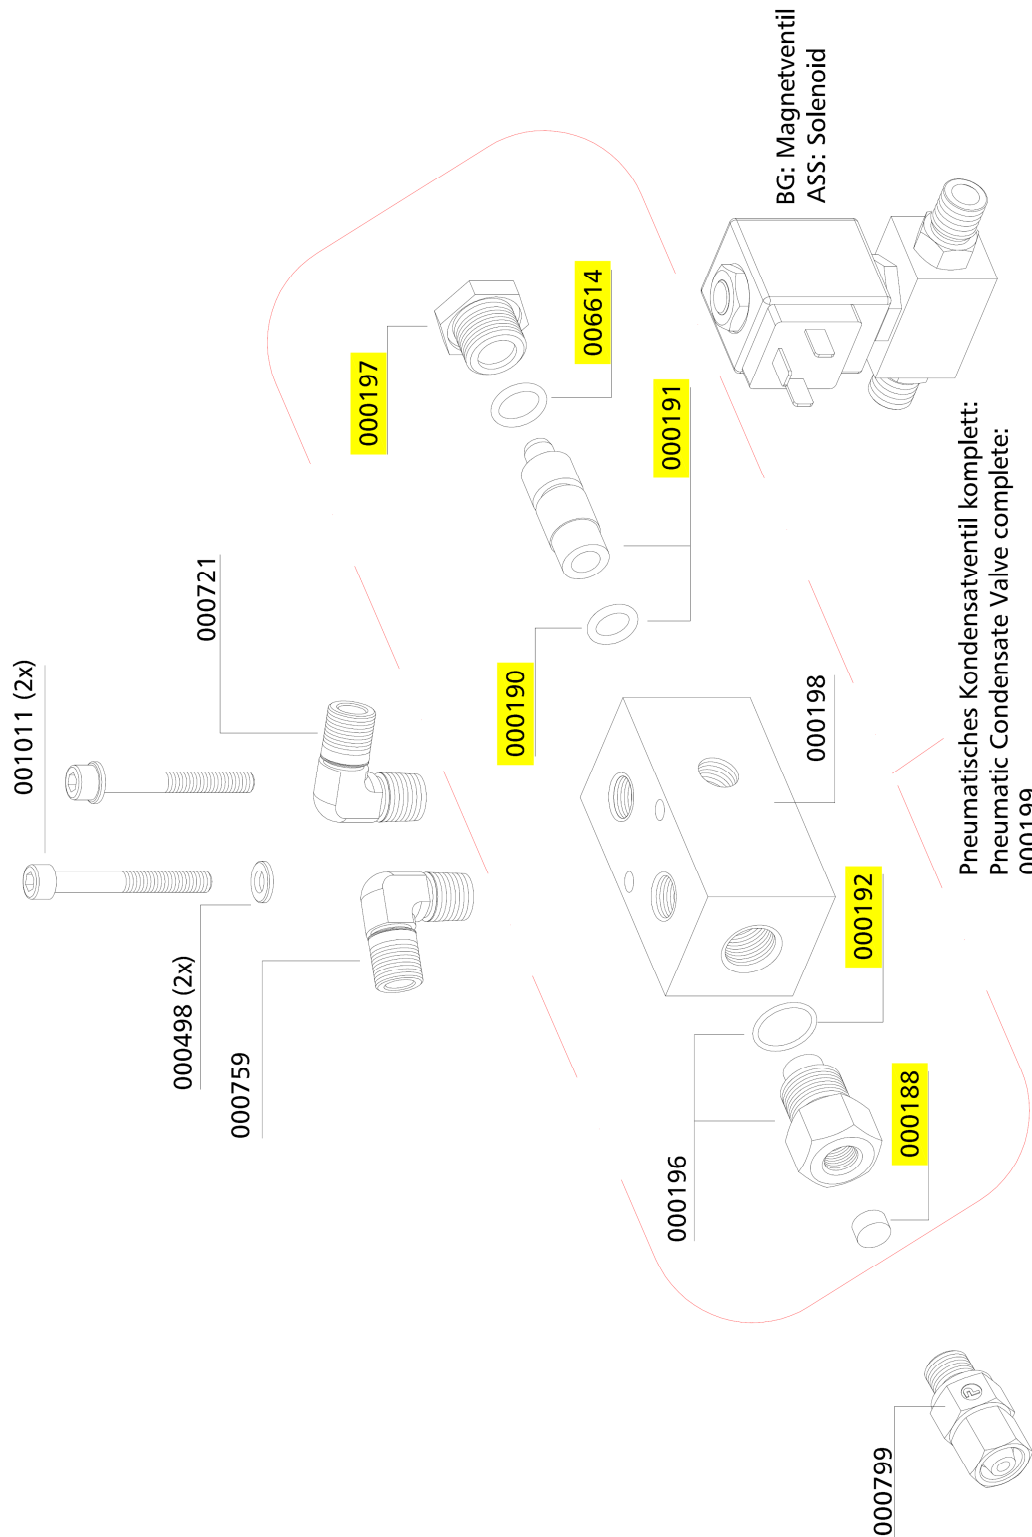 001011 (2x)
000721
000498 (2x)
000759
000197
006614
000191
000190
000198
000192
000196
000188
000799
BG: Magnetventil
ASS: Solenoid
Pneumatisches Kondensatventil komplett:
Pneumatic Condensate Valve complete:
000199